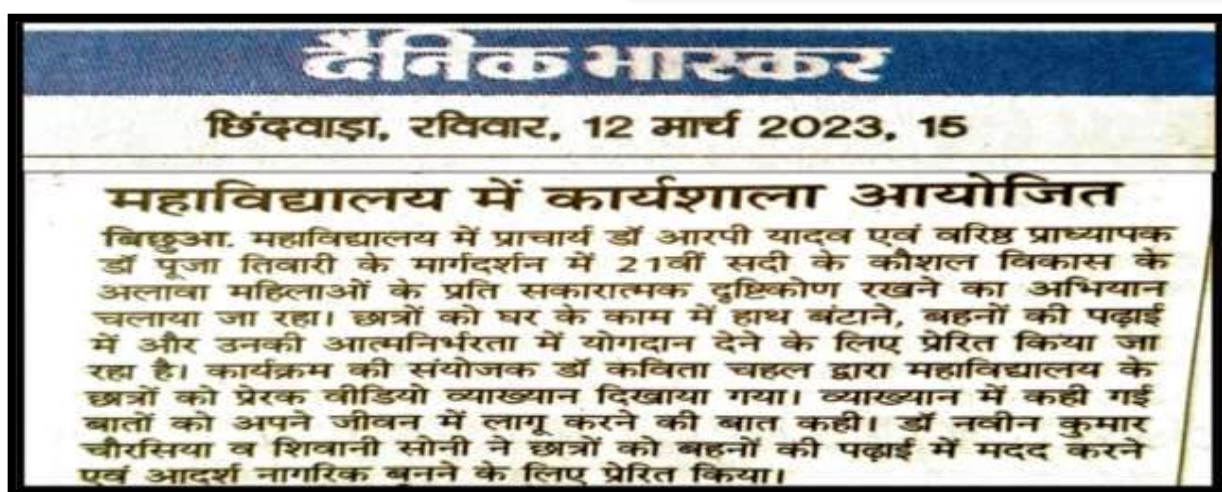 दैनिक भास्कर
छिंदवाड़ा, रविवार, 12 मार्च 2023, 15
महाविद्यालय में कार्यशाला आयोजित
बिछुआ. महाविद्यालय में प्राचार्य डॉ आरपी यादव एवं वरिष्ठ प्राध्यापक
डॉ पूजा तिवारी के मार्गदर्शन में 21वीं सदी के कौशल विकास के
अलावा महिलाओं के प्रति सकारात्मक दृष्टिकोण रखने का अभियान
चलाया जा रहा। छात्रों को घर के काम में हाथ बंटाने, बहनों की पढ़ाई
में और उनकी आत्मनिर्भरता में योगदान देने के लिए प्रेरित किया जा
रहा है। कार्यक्रम की संयोजक डॉ कविता चहल द्वारा महाविद्यालय के
छात्रों को प्रेरक वीडियो व्याख्यान दिखाया गया। व्याख्यान में कही गई
बातों को अपने जीवन में लागू करने की बात कही। डॉ नवीन कुमार
चौरसिया व शिवानी सोनी ने छात्रों को बहनों की पढ़ाई में मदद करने
एवं आदर्श नागरिक बनने के लिए प्रेरित किया।